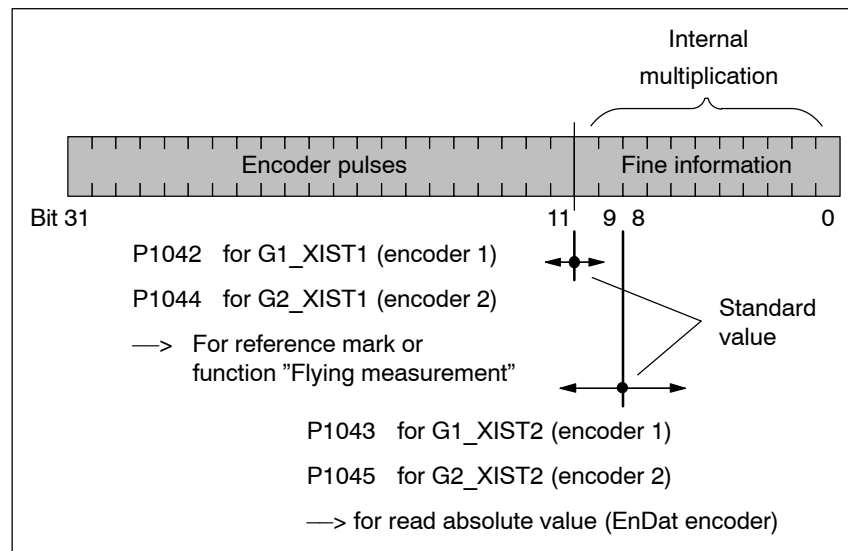 Internal
multiplication
Encoder pulses Fine information
Bit 31 11 9 8 0
P1042 for G1_XIST1 (encoder 1)
P1044 for G2_XIST1 (encoder 2)
Standard
value
—> For reference mark or
function ”Flying measurement”
P1043 for G1_XIST2 (encoder 1)
P1045 for G2_XIST2 (encoder 2)
—> for read absolute value (EnDat encoder)